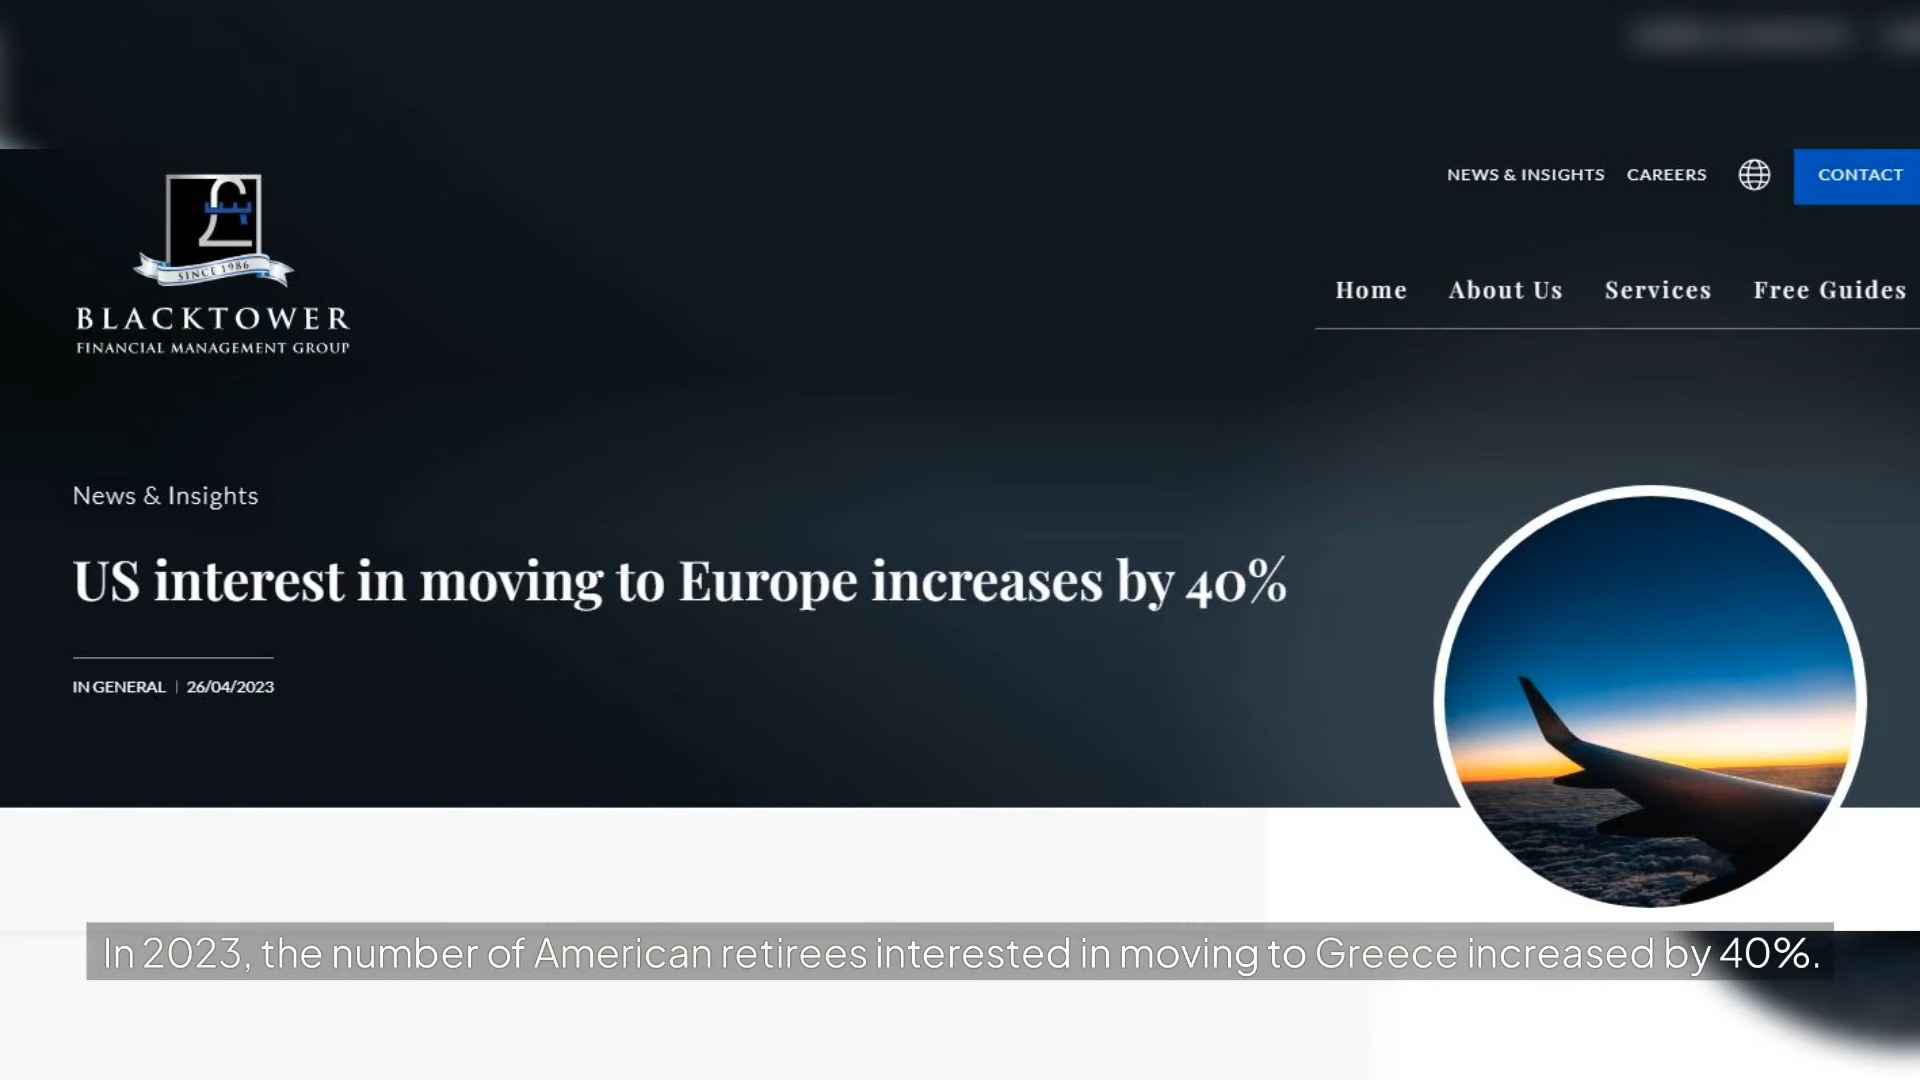 NEWS & INSIGHTS CAREERS CONTACT
SINCE 1986
BLACKTOWER
FINANCIAL MANAGEMENT GROUP
Home About Us Services Free Guides
News & Insights
US interest in moving to Europe increases by 40%
IN GENERAL | 26/04/2023
In 2023, the number of American retirees interested in moving to Greece increased by 40%.